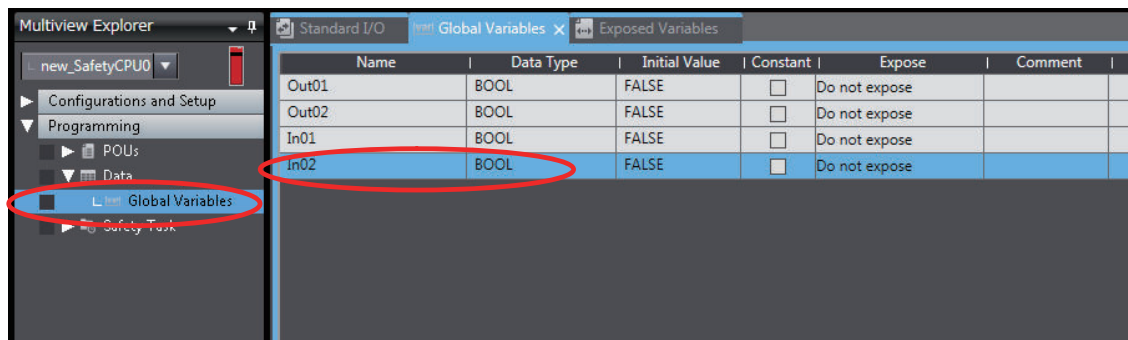 Multiview Explorer
new_SafetyCPU0
Configurations and Setup
Programming
POUs
Data
Global Variables
Safety Task
Standard I/O Global Variables Exposed Variables
Name Data Type Initial Value Constant Expose Comment
Out01 BOOL FALSE Do not expose
Out02 BOOL FALSE Do not expose
In01 BOOL FALSE Do not expose
In02 BOOL FALSE Do not expose